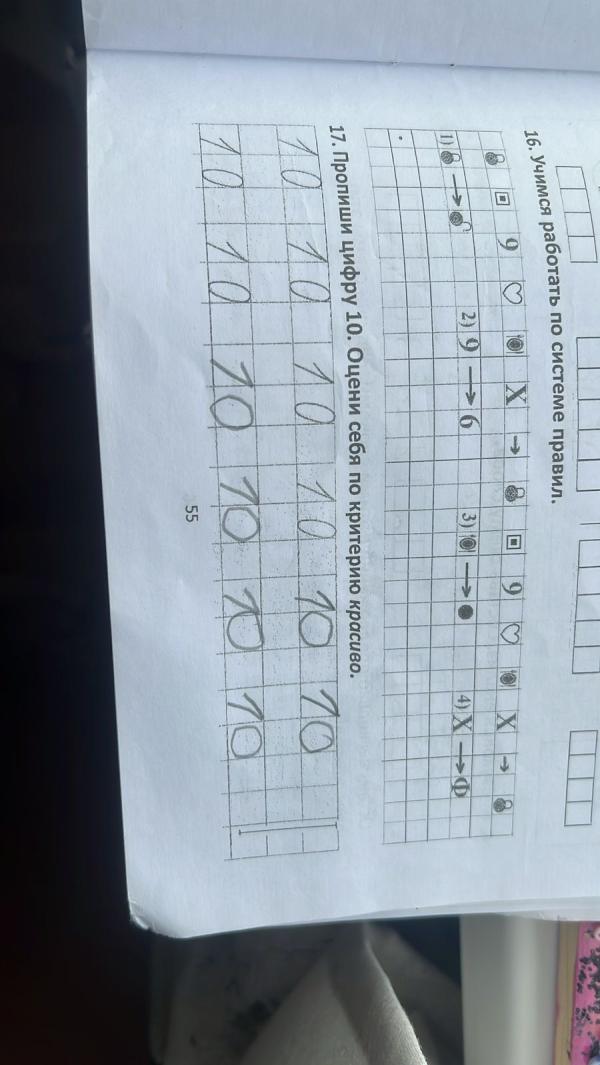 16. Учимся работать по системе правил.
9 X → 9 X →
1) → 2) 9 → 6 3) → 4) X → Ф
17. Пропиши цифру 10. Оцени себя по критерию красиво.
10 10 10 10 10 10
10 10 10 10 10 10
55